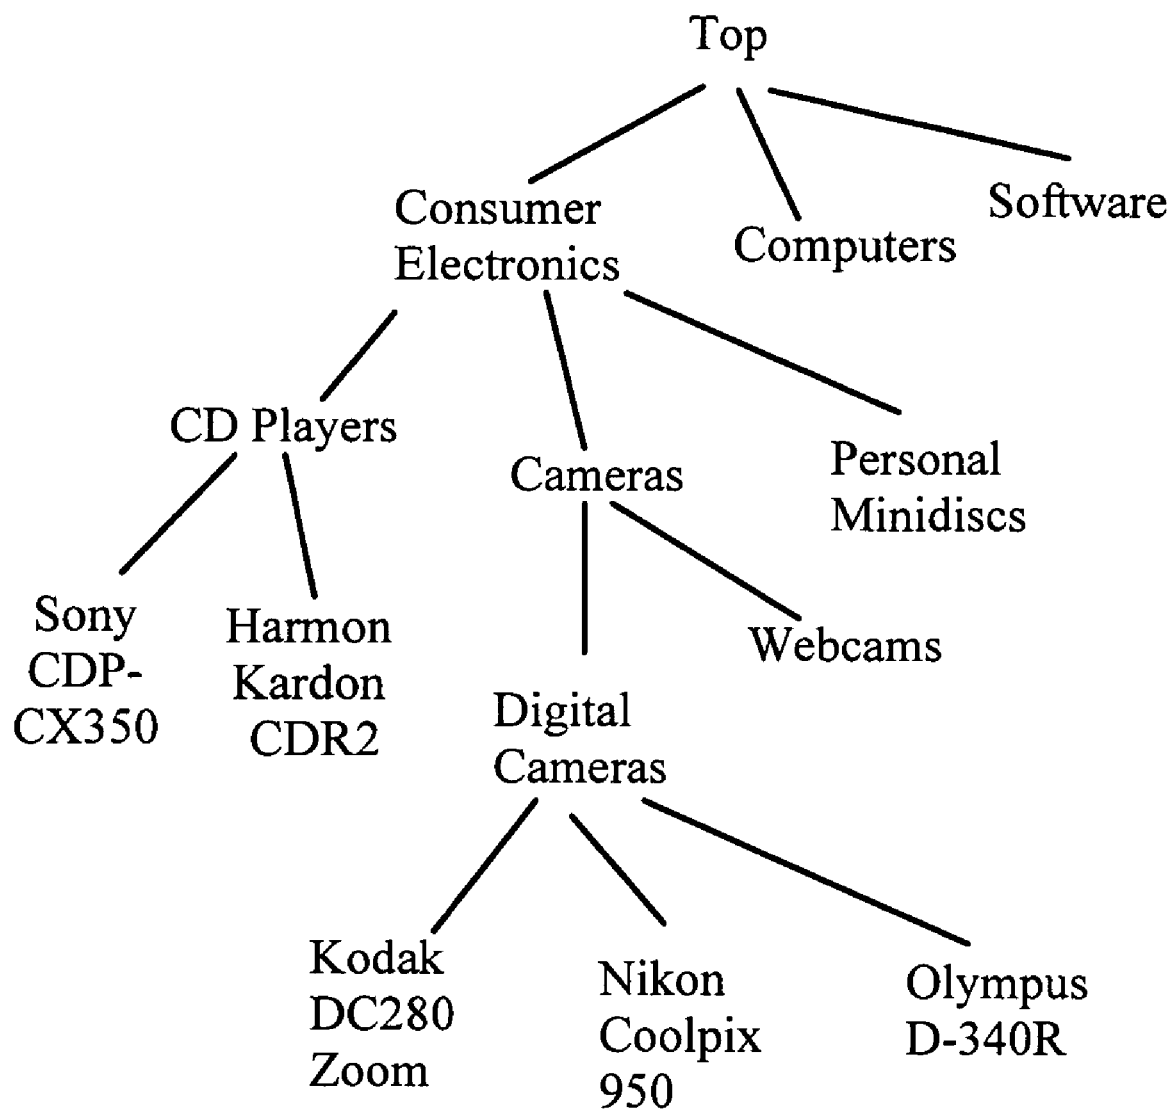 Top
Consumer
Electronics
Computers
Software
CD Players
Cameras
Personal
Minidiscs
Sony
CDP-
CX350
Harmon
Kardon
CDR2
Digital
Cameras
Webcams
Kodak
DC280
Zoom
Nikon
Coolpix
950
Olympus
D-340R